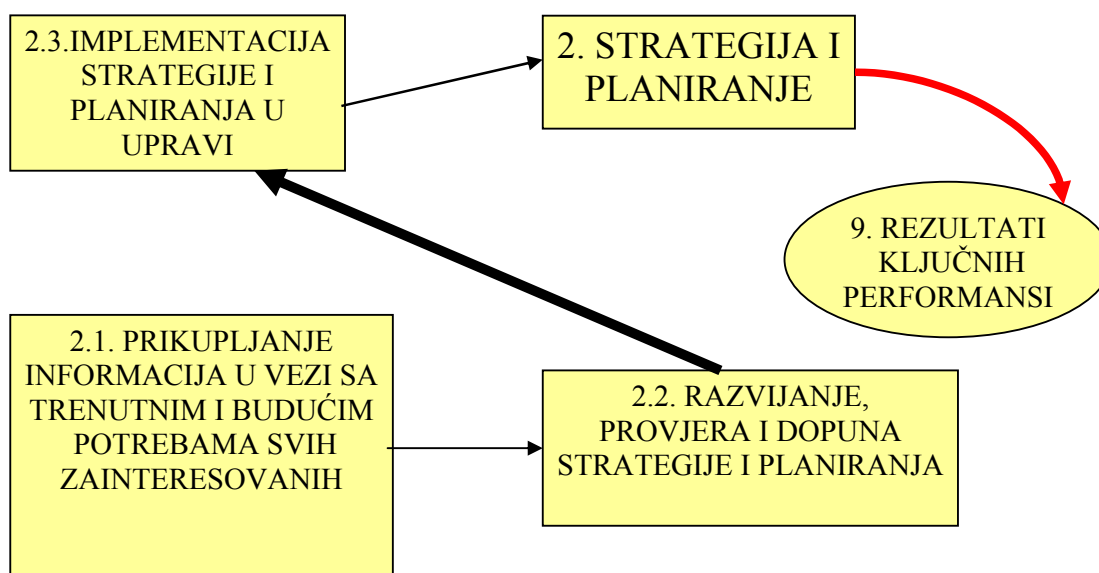 2.3.IMPLEMENTACIJA
STRATEGIJE I
PLANIRANJA U
UPRAVI
2. STRATEGIJA I
PLANIRANJE
9. REZULTATI
KLJUČNIH
PERFORMANSI
2.1. PRIKUPLJANJE
INFORMACIJA U VEZI SA
TRENUTNIM I BUDUĆIM
POTREBAMA SVIH
ZAINTERESOVANIH
2.2. RAZVIJANJE,
PROVJERA I DOPUNA
STRATEGIJE I PLANIRANJA